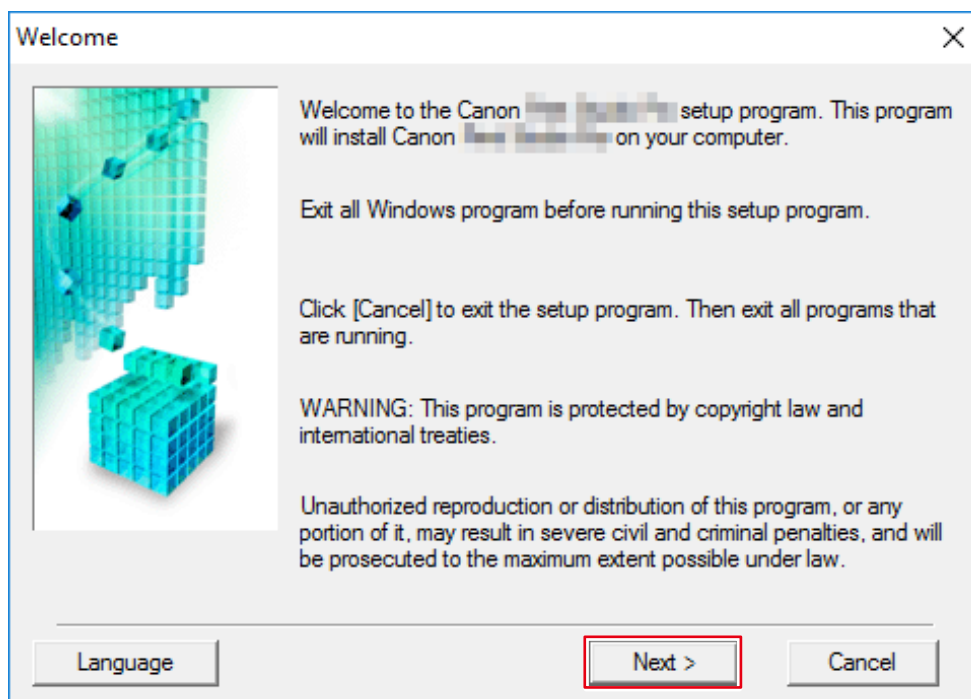 Welcome
Welcome to the Canon setup program. This program
will install Canon on your computer.
Exit all Windows program before running this setup program.
Click [Cancel] to exit the setup program. Then exit all programs that
are running.
WARNING: This program is protected by copyright law and
international treaties.
Unauthorized reproduction or distribution of this program, or any
portion of it, may result in severe civil and criminal penalties, and will
be prosecuted to the maximum extent possible under law.
Language
Next >
Cancel